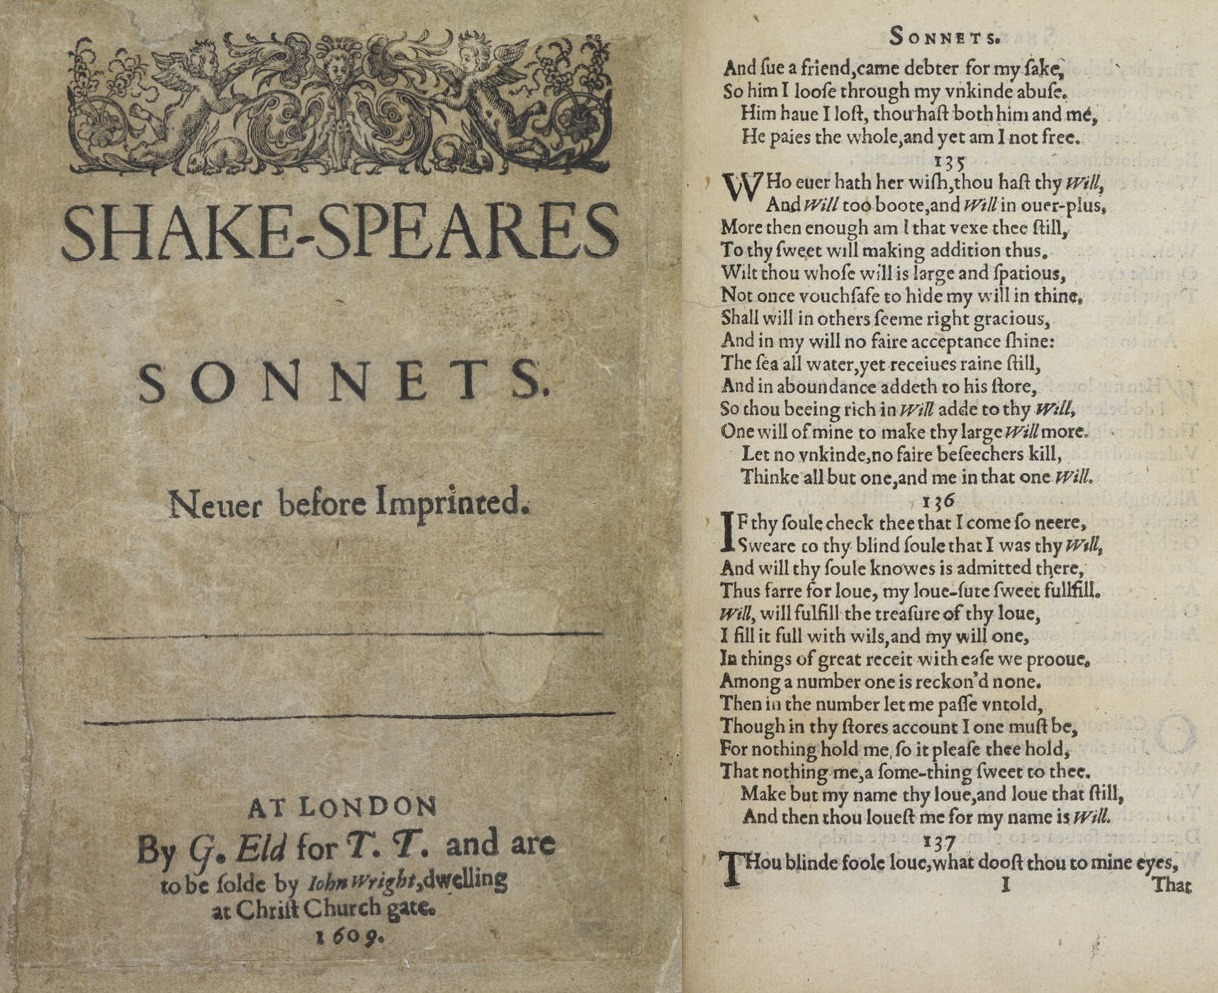 SHAKE-SPEARES
SONNETS.
Neuer before Imprinted.
AT LONDON
By G. Eld for T. T. and are
to be ſolde by Iohn Wright, dwelling
at Chriſt Church gate.
1609.
SONNETS.
And ſue a friend,came debter for my ſake,
So him I looſe through my vnkinde abuſe.
Him haue I loſt, thou haſt both him and me,
He paies the whole,and yet am I not free.
135
WHo euer hath her wiſh,thou haſt thy Will,
And Will too boote,and Will in ouer-plus,
More then enough am I that vexe thee ſtill,
To thy ſweet will making addition thus.
Wilt thou whoſe will is large and ſpatious,
Not once vouchſafe to hide my will in thine,
Shall will in others ſeeme right gracious,
And in my will no faire acceptance ſhine:
The ſea all water,yet receiues raine ſtill,
And in aboundance addeth to his ſtore,
So thou beeing rich in Will adde to thy Will,
One will of mine to make thy large Will more.
Let no vnkinde,no faire beſeechers kill,
Thinke all but one,and me in that one Will.
136
IF thy ſoule check thee that I come ſo neere,
Sweare to thy blind ſoule that I was thy Will,
And will thy ſoule knowes is admitted there,
Thus farre for loue, my loue-ſute ſweet fullfill.
Will, will fulfill the treaſure of thy loue,
I fill it full with wils,and my will one,
In things of great receit with eaſe we prooue,
Among a number one is reckon'd none.
Then in the number let me paſſe vntold,
Though in thy ſtores account I one muſt be,
For nothing hold me, ſo it pleaſe thee hold,
That nothing me,a ſome-thing ſweet to thee.
Make but my name thy loue,and loue that ſtill,
And then thou loueſt me for my name is Will.
137
THou blinde foole loue,what dooſt thou to mine eyes,
I That